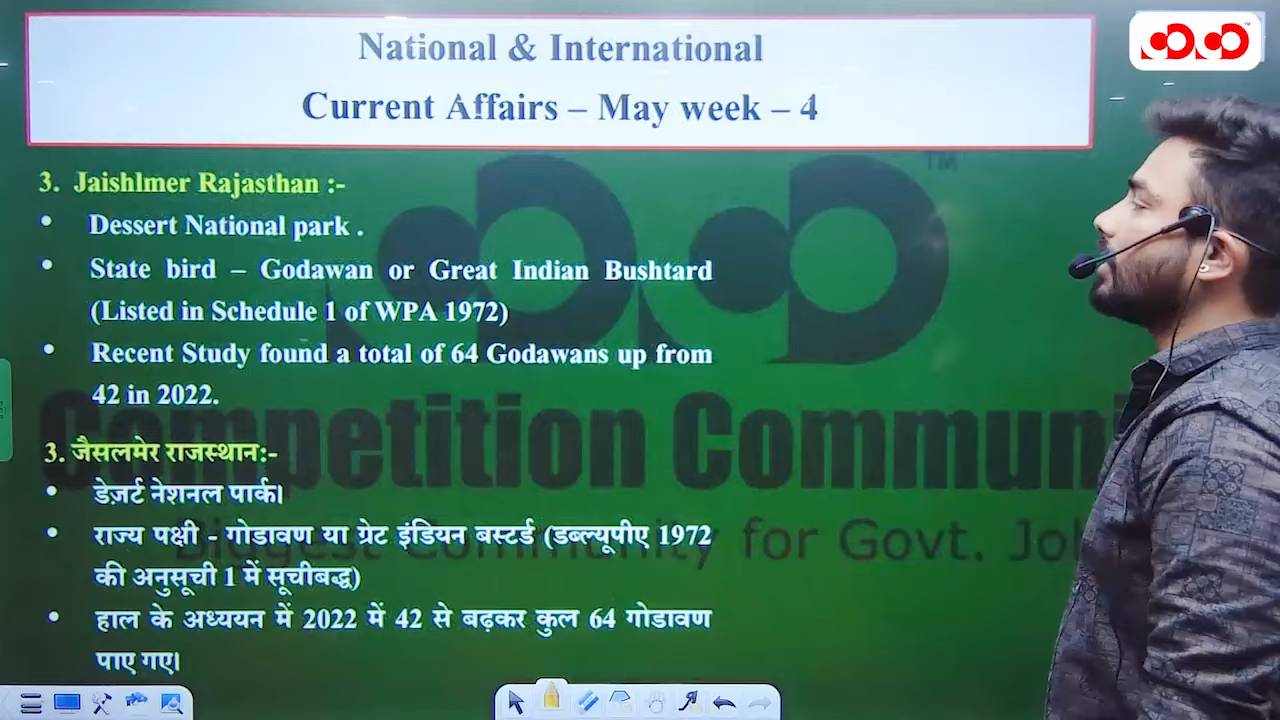 National & International
Current Affairs – May week – 4
3. Jaishlmer Rajasthan :-
• Dessert National park .
• State bird – Godawan or Great Indian Bushtard
(Listed in Schedule 1 of WPA 1972)
• Recent Study found a total of 64 Godawans up from
42 in 2022.
3. जैसलमेर राजस्थान:-
• डेज़र्ट नेशनल पार्क।
• राज्य पक्षी - गोडावण या ग्रेट इंडियन बस्टर्ड (डब्ल्यूपीए 1972
की अनुसूची 1 में सूचीबद्ध)
• हाल के अध्ययन में 2022 में 42 से बढ़कर कुल 64 गोडावण
पाए गए।
TM
Competition Communi
Biggest Community for Govt. Jo